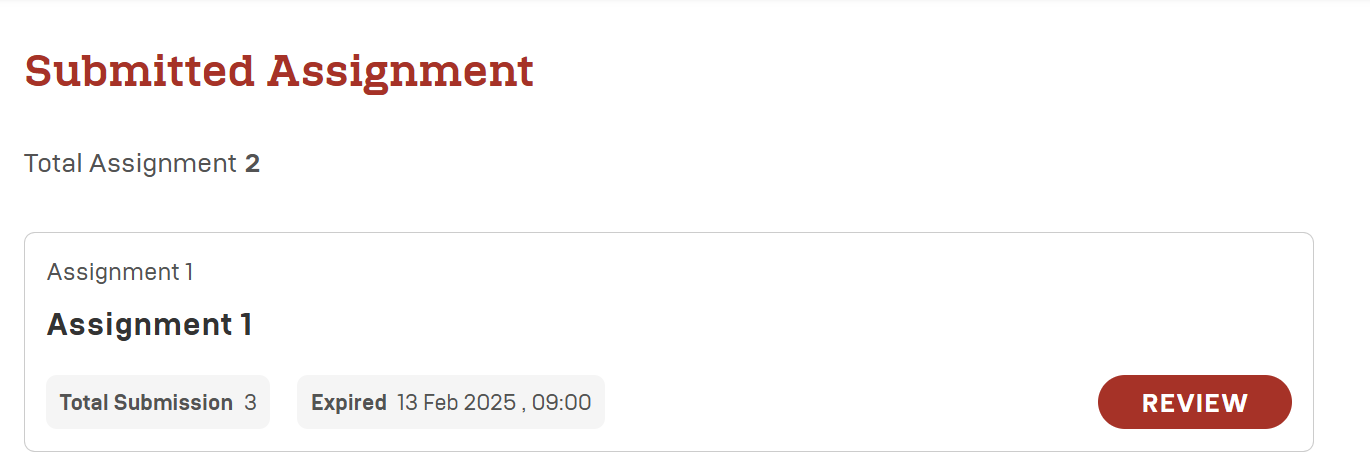 Submitted Assignment
Total Assignment 2
Assignment 1
Assignment 1
Total Submission 3 Expired 13 Feb 2025 , 09:00 REVIEW